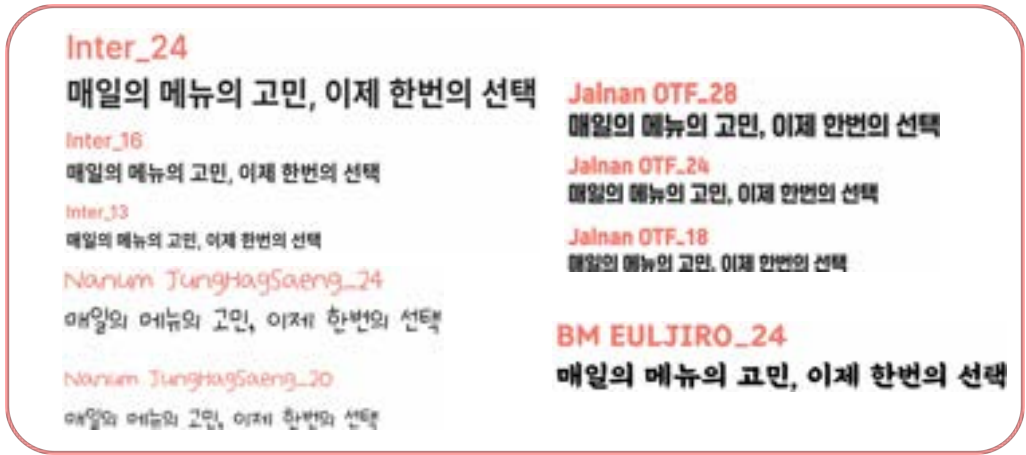 Inter_24
매일의 메뉴의 고민, 이제 한번의 선택
Inter_16
매일의 메뉴의 고민, 이제 한번의 선택
Inter_13
매일의 메뉴의 고민, 이제 한번의 선택
Nanum JungHagSaeng_24
매일의 메뉴의 고민, 이제 한번의 선택
Nanum JungHagSaeng_20
매일의 메뉴의 고민, 이제 한번의 선택
Jalnan OTF_28
매일의 메뉴의 고민, 이제 한번의 선택
Jalnan OTF_24
매일의 메뉴의 고민, 이제 한번의 선택
Jalnan OTF_18
매일의 메뉴의 고민, 이제 한번의 선택
BM EULJIRO_24
매일의 메뉴의 고민, 이제 한번의 선택